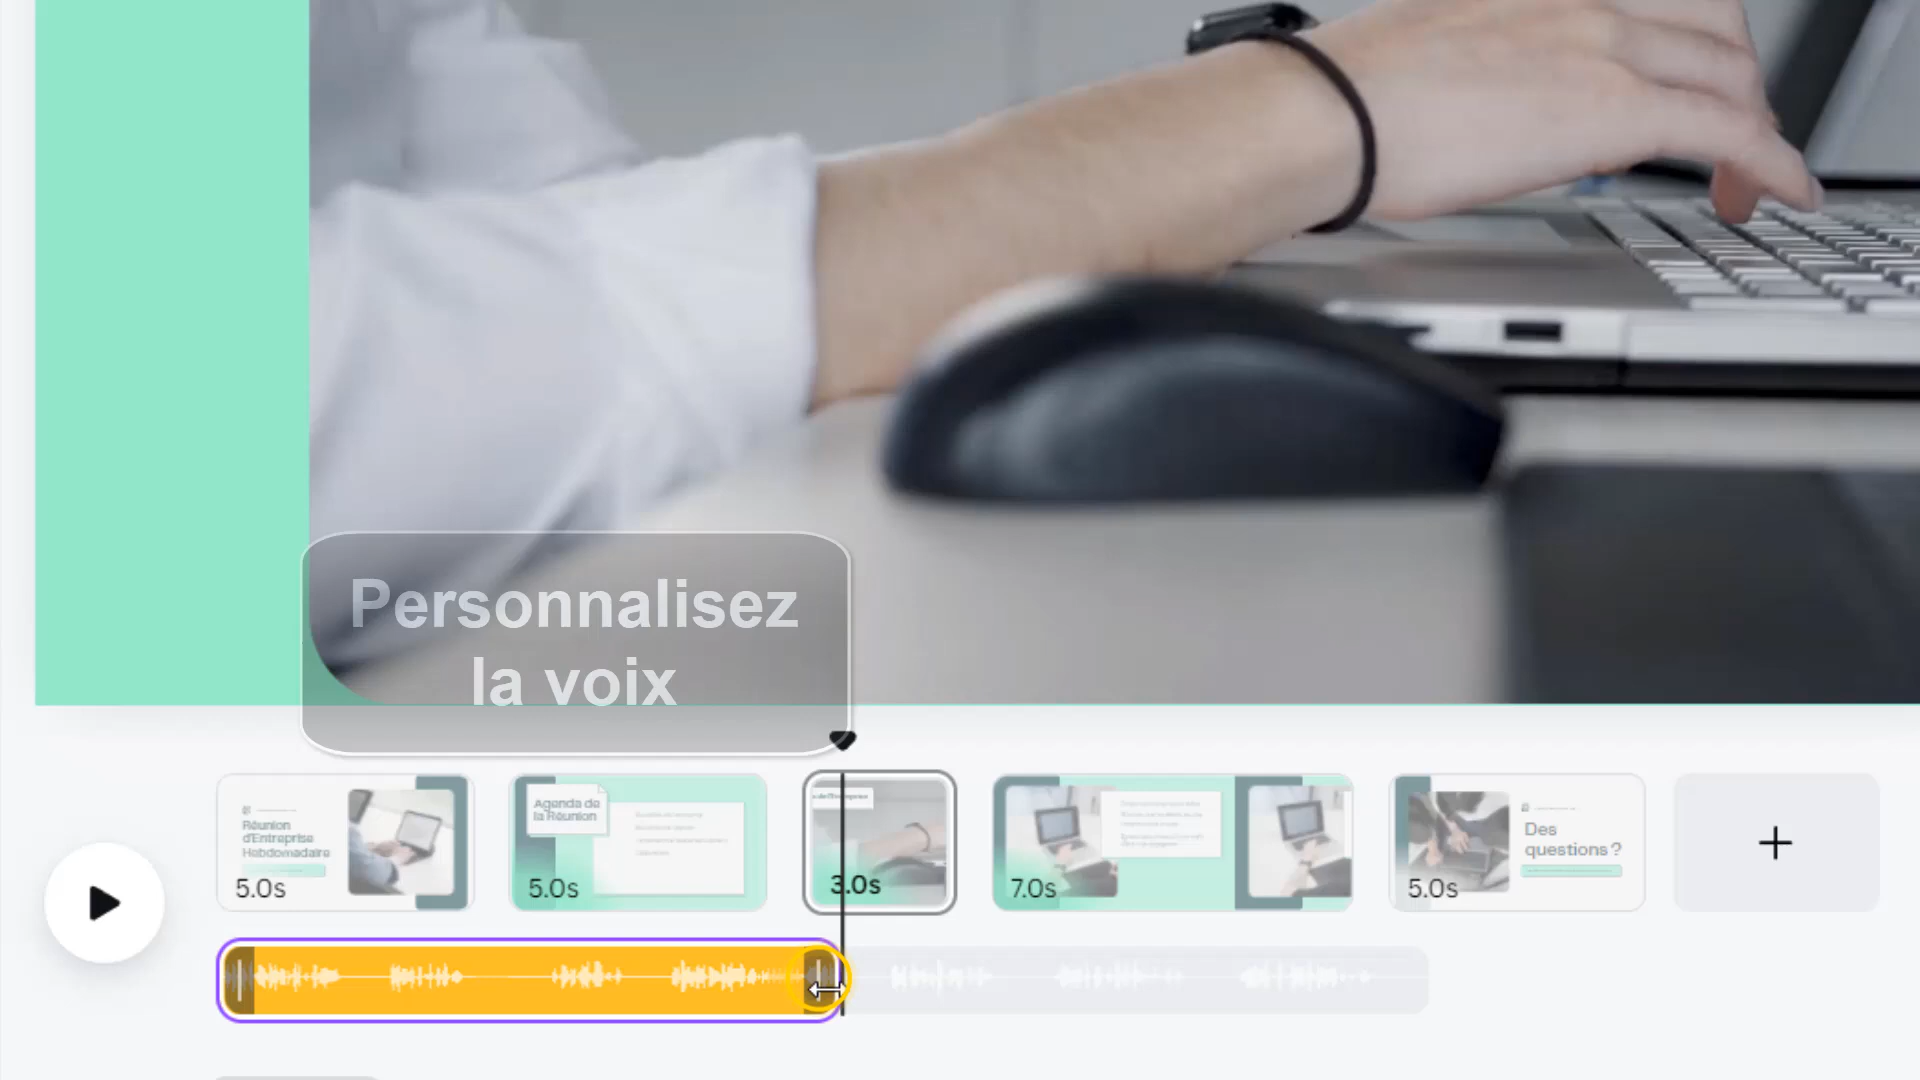 Personnalisez
la voix
Réunion
d'Entreprise
Hebdomadaire
5.0s
Agenda de
la Réunion
5.0s
3.0s
7.0s
Des
questions ?
5.0s